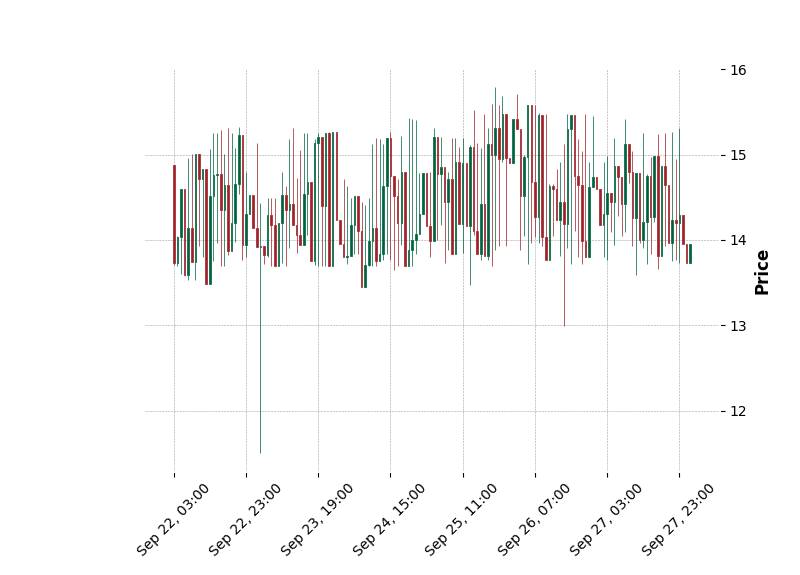 16
15
14
13
12
Price
Sep 22, 03:00
Sep 22, 23:00
Sep 23, 19:00
Sep 24, 15:00
Sep 25, 11:00
Sep 26, 07:00
Sep 27, 03:00
Sep 27, 23:00